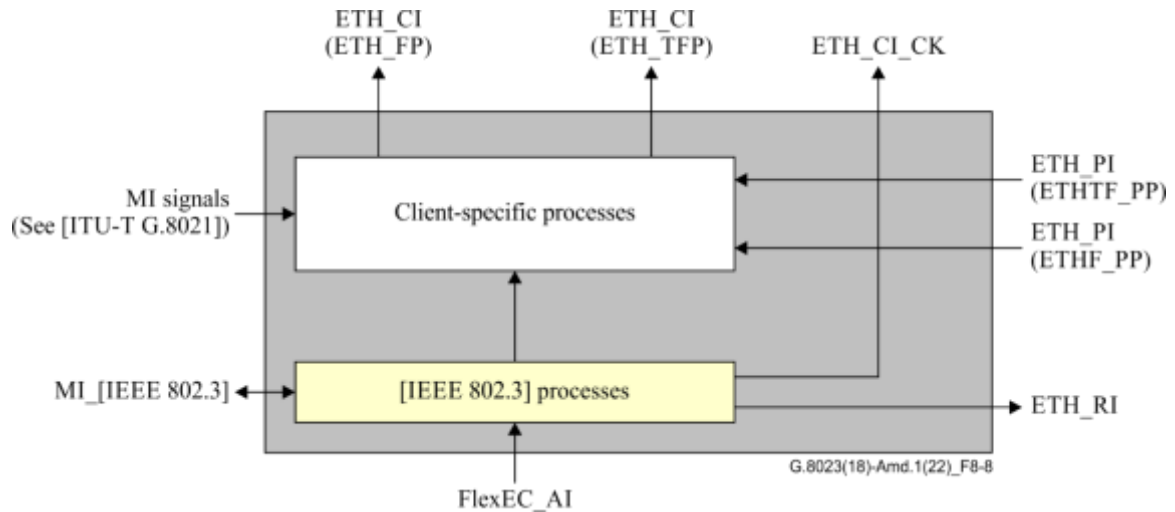 ETH_CI
(ETH_FP)
ETH_CI
(ETH_TFP)
ETH_CI_CK
MI signals
(See [ITU-T G.8021])
Client-specific processes
ETH_PI
(ETHTF_PP)
ETH_PI
(ETHF_PP)
MI_[IEEE 802.3]
[IEEE 802.3] processes
ETH_RI
G.8023(18)-Amd.1(22)_F8-8
FlexEC_AI